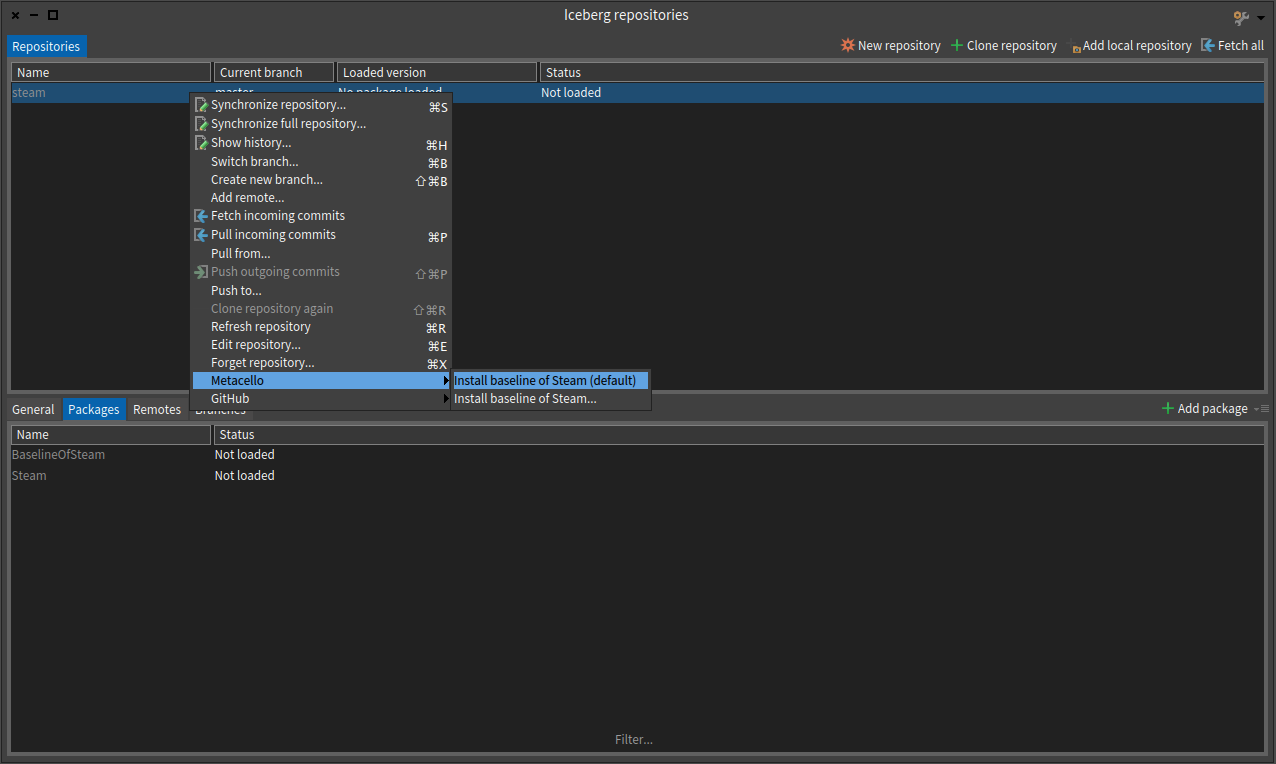 Iceberg repositories
Repositories
New repository
Clone repository
Add local repository
Fetch all
Name Current branch Loaded version Status
steam master No package loaded Not loaded
Synchronize repository... ⌘S
Synchronize full repository...
Show history... ⌘H
Switch branch... ⌘B
Create new branch... ⇧⌘B
Add remote...
Fetch incoming commits
Pull incoming commits ⌘P
Pull from...
Push outgoing commits ⇧⌘P
Push to...
Clone repository again ⇧⌘R
Refresh repository ⌘R
Edit repository... ⌘E
Forget repository... ⌘X
Metacello
Install baseline of Steam (default)
GitHub
Install baseline of Steam...
General Packages Remotes Branches
Add package
Name Status
BaselineOfSteam Not loaded
Steam Not loaded
Filter...